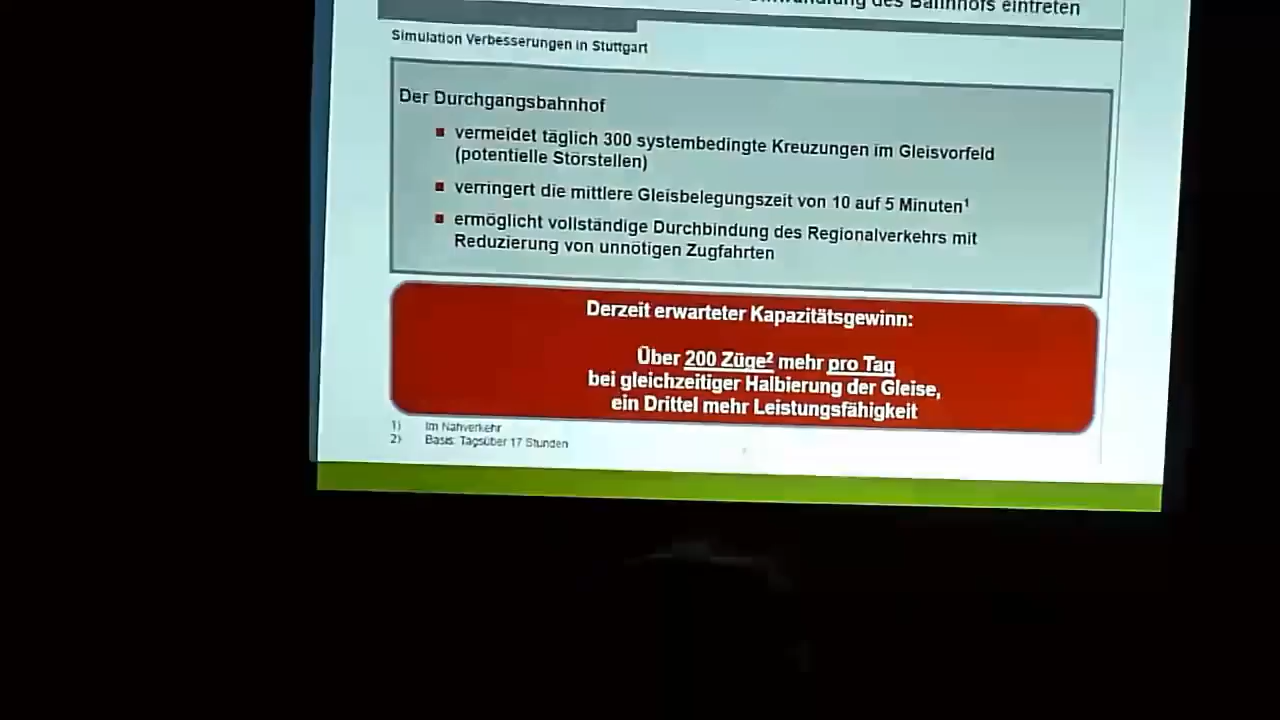 des Bahnhofs eintreten
Simulation Verbesserungen in Stuttgart
Der Durchgangsbahnhof
vermeidet täglich 300 systembedingte Kreuzungen im Gleisvorfeld
(potentielle Störstellen)
verringert die mittlere Gleisbelegungszeit von 10 auf 5 Minuten¹
ermöglicht vollständige Durchbindung des Regionalverkehrs mit
Reduzierung von unnötigen Zugfahrten
Derzeit erwarteter Kapazitätsgewinn:
Über 200 Züge² mehr pro Tag
bei gleichzeitiger Halbierung der Gleise,
ein Drittel mehr Leistungsfähigkeit
1) Im Nahverkehr
2) Basis: Tagsüber 17 Stunden